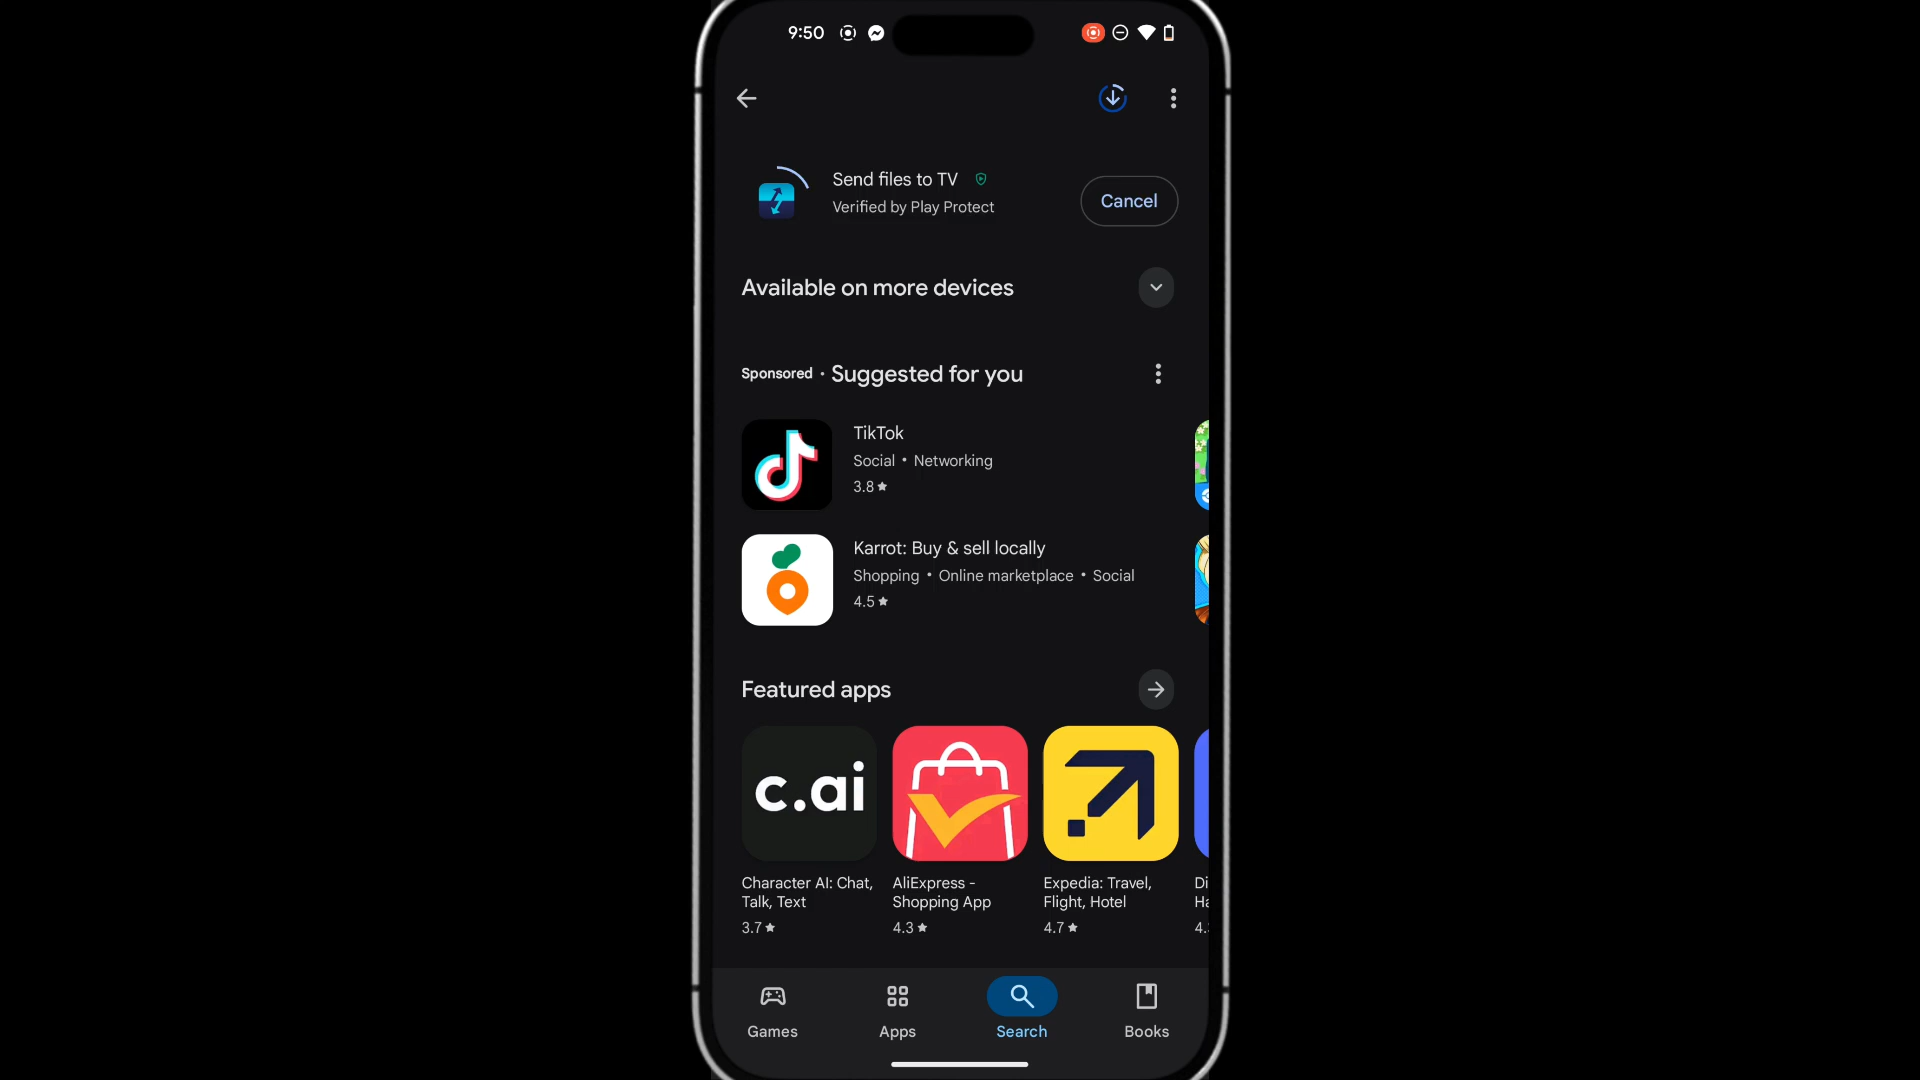 9:50
Send files to TV
Verified by Play Protect
Cancel
Available on more devices
Sponsored • Suggested for you
TikTok
Social • Networking
3.8 ★
Karrot: Buy & sell locally
Shopping • Online marketplace • Social
4.5 ★
Featured apps
c.ai
Character AI: Chat,
Talk, Text
3.7 ★
AliExpress -
Shopping App
4.3 ★
Expedia: Travel,
Flight, Hotel
4.7 ★
Di
Ha
4.
Games
Apps
Search
Books